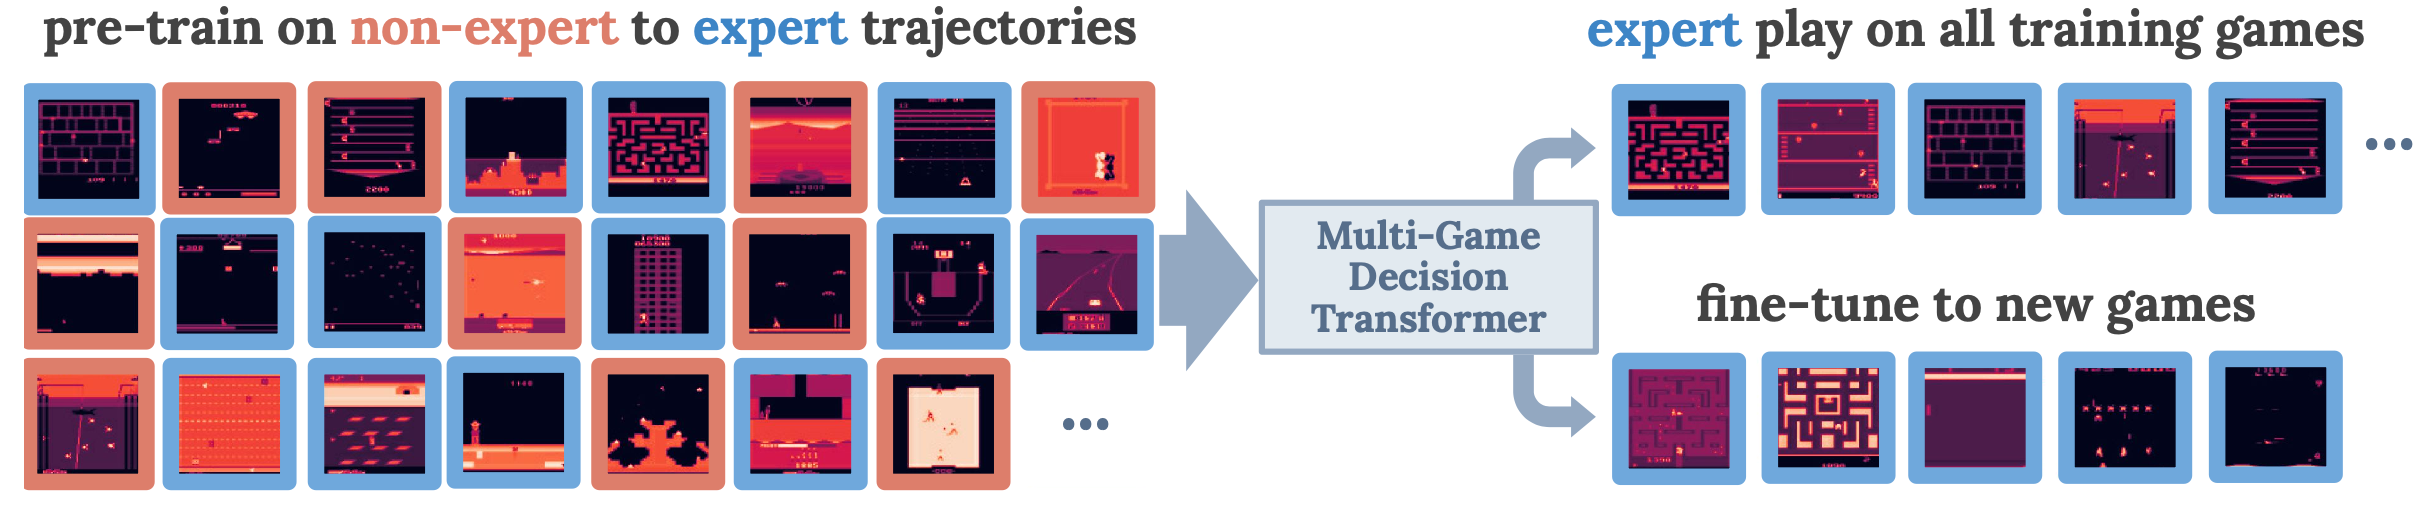 pre-train on non-expert to expert trajectories
expert play on all training games
Multi-Game
Decision
Transformer
fine-tune to new games